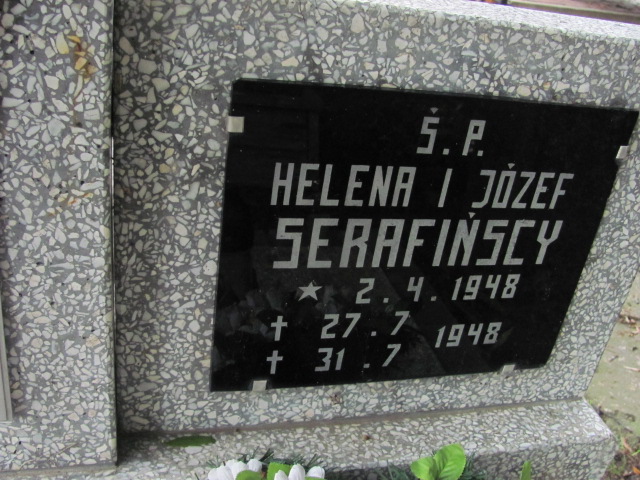 Ś.P.
HELENA I JÓZEF
SERAFIŃSCY
★ 2.4.1948
✝ 27.7 1948
✝ 31.7